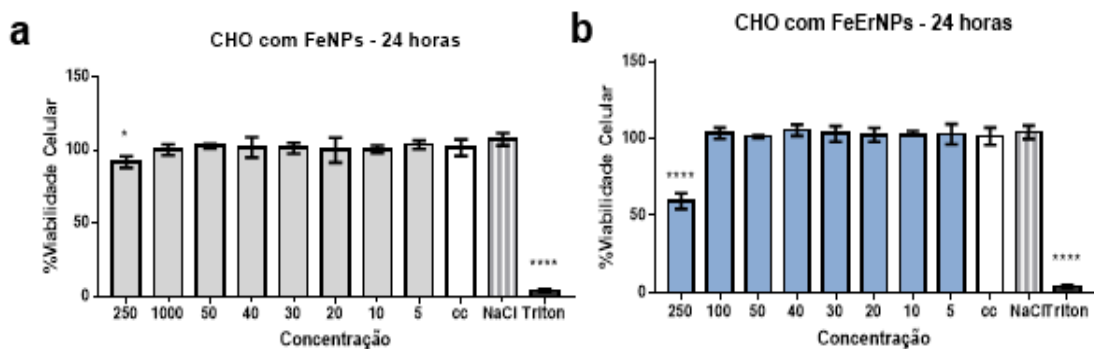 a
CHO com FeNPs - 24 horas
%Viabilidade Celular
150
100
50
0
*
****
250 1000 50 40 30 20 10 5 cc NaCl Triton
Concentração
b
CHO com FeErNPs - 24 horas
%Viabilidade Celular
150
100
50
0
****
****
250 100 50 40 30 20 10 5 cc NaCl Triton
Concentração